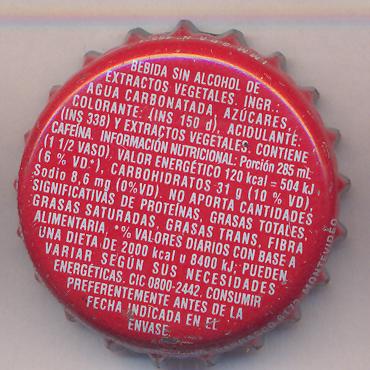 BEBIDA SIN ALCOHOL DE
EXTRACTOS VEGETALES. INGR.:
AGUA CARBONATADA, AZÚCARES,
COLORANTE: (INS 150 d), ACIDULANTE:
(INS 338) Y EXTRACTOS VEGETALES. CONTIENE
CAFEÍNA. INFORMACIÓN NUTRICIONAL: Porción 285 mL
(1 1/2 VASO). VALOR ENERGÉTICO 120 kcal = 504 kJ
(6 % VD*), CARBOHIDRATOS 31 g (10 % VD),
Sodio 8,6 mg (0%VD). NO APORTA CANTIDADES
SIGNIFICATIVAS DE PROTEÍNAS, GRASAS TOTALES,
GRASAS SATURADAS, GRASAS TRANS, FIBRA
ALIMENTARIA. *% VALORES DIARIOS CON BASE A
UNA DIETA DE 2000 kcal u 8400 kJ; PUEDEN
VARIAR SEGÚN SUS NECESIDADES
ENERGÉTICAS. CIC 0800-2442. CONSUMIR
PREFERENTEMENTE ANTES DE LA
FECHA INDICADA EN EL
ENVASE.
MONTEVIDEO